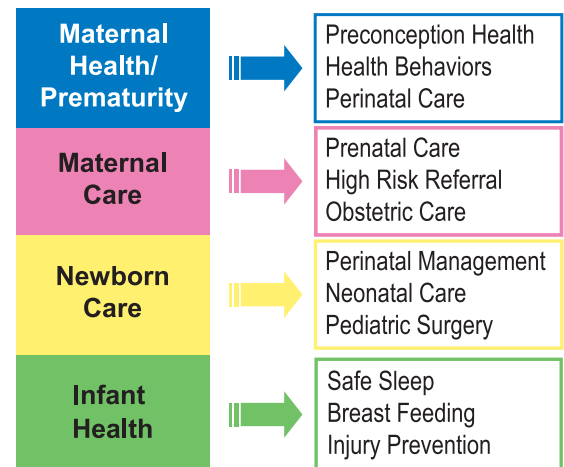 Maternal
Health/
Prematurity
Preconception Health
Health Behaviors
Perinatal Care
Maternal
Care
Prenatal Care
High Risk Referral
Obstetric Care
Newborn
Care
Perinatal Management
Neonatal Care
Pediatric Surgery
Infant
Health
Safe Sleep
Breast Feeding
Injury Prevention